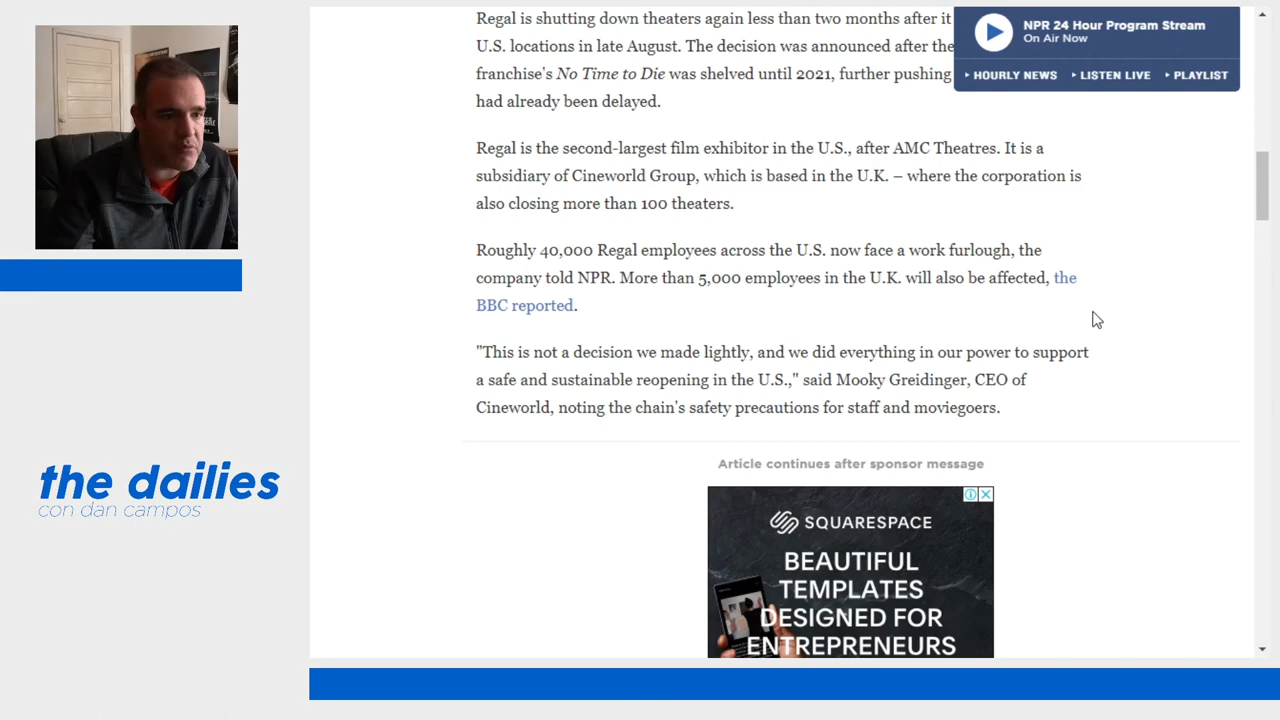 Regal is shutting down theaters again less than two months after it
U.S. locations in late August. The decision was announced after the
franchise's No Time to Die was shelved until 2021, further pushing
had already been delayed.
NPR 24 Hour Program Stream
On Air Now
HOURLY NEWS LISTEN LIVE PLAYLIST
Regal is the second-largest film exhibitor in the U.S., after AMC Theatres. It is a
subsidiary of Cineworld Group, which is based in the U.K. – where the corporation is
also closing more than 100 theaters.
Roughly 40,000 Regal employees across the U.S. now face a work furlough, the
company told NPR. More than 5,000 employees in the U.K. will also be affected, the
BBC reported.
"This is not a decision we made lightly, and we did everything in our power to support
a safe and sustainable reopening in the U.S.," said Mooky Greidinger, CEO of
Cineworld, noting the chain's safety precautions for staff and moviegoers.
Article continues after sponsor message
SQUARESPACE
BEAUTIFUL
TEMPLATES
DESIGNED FOR
ENTREPRENEURS
the dailies
con dan campos